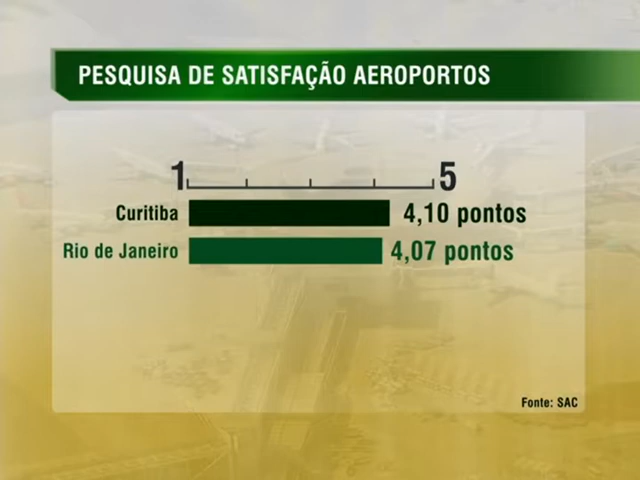 PESQUISA DE SATISFAÇÃO AEROPORTOS
1 5
Curitiba 4,10 pontos
Rio de Janeiro 4,07 pontos
Fonte: SAC